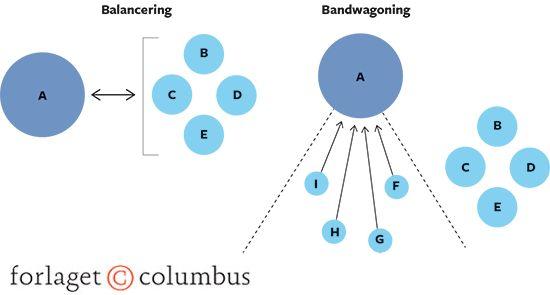 Balancering
Bandwagoning
A
B
C
D
E
A
I
F
H
G
B
C
D
E
forlaget © columbus